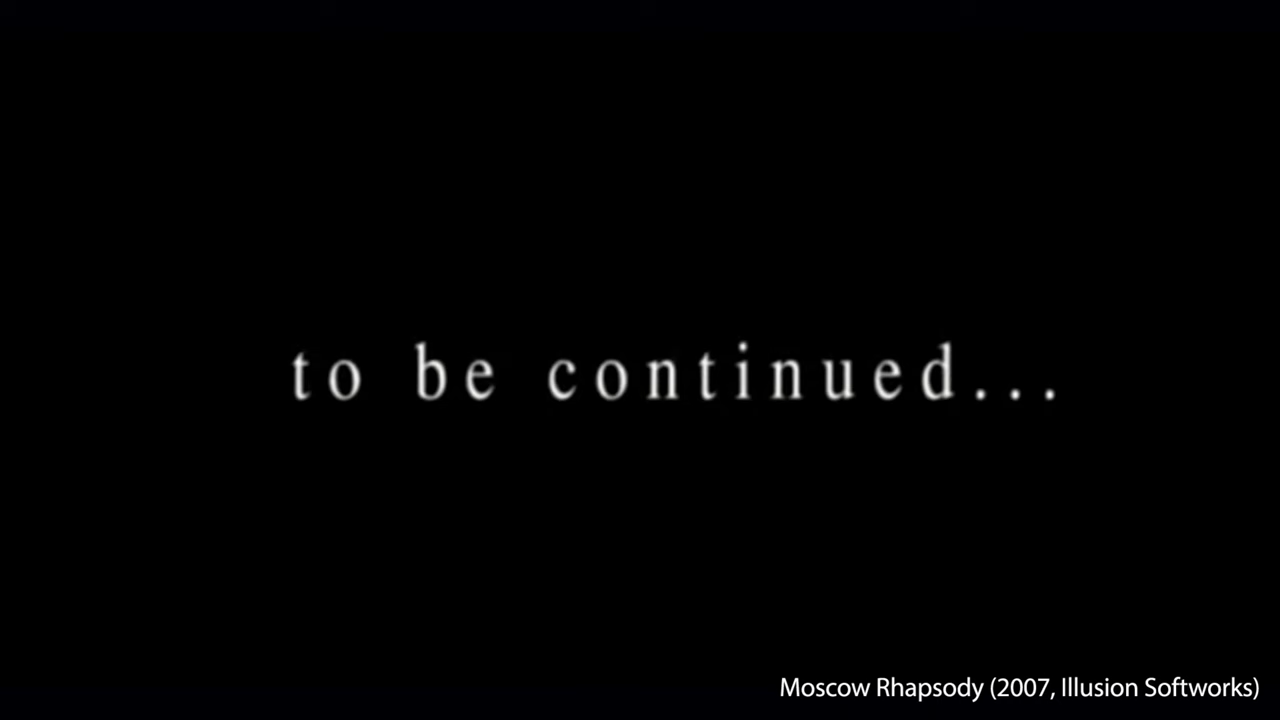 to be continued...
Moscow Rhapsody (2007, Illusion Softworks)